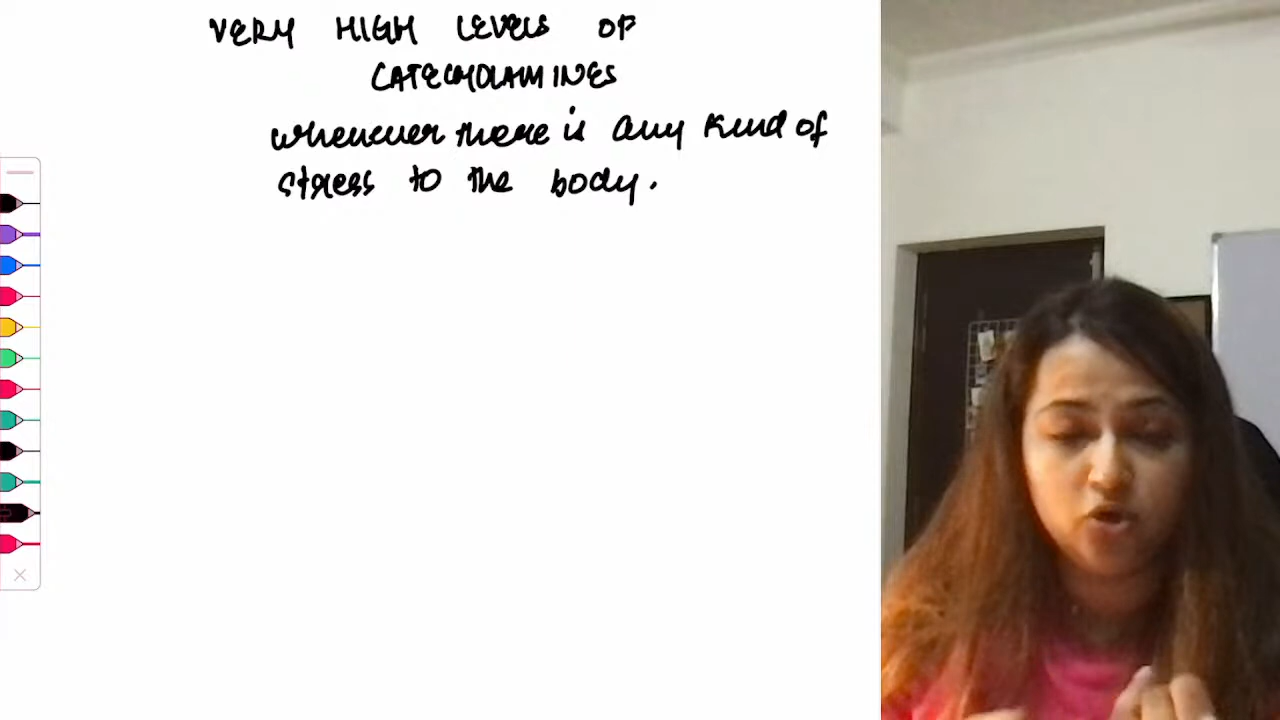 VERY HIGH LEVELS OF
CATECHOLAMINES
whenever there is any kind of
stress to the body.